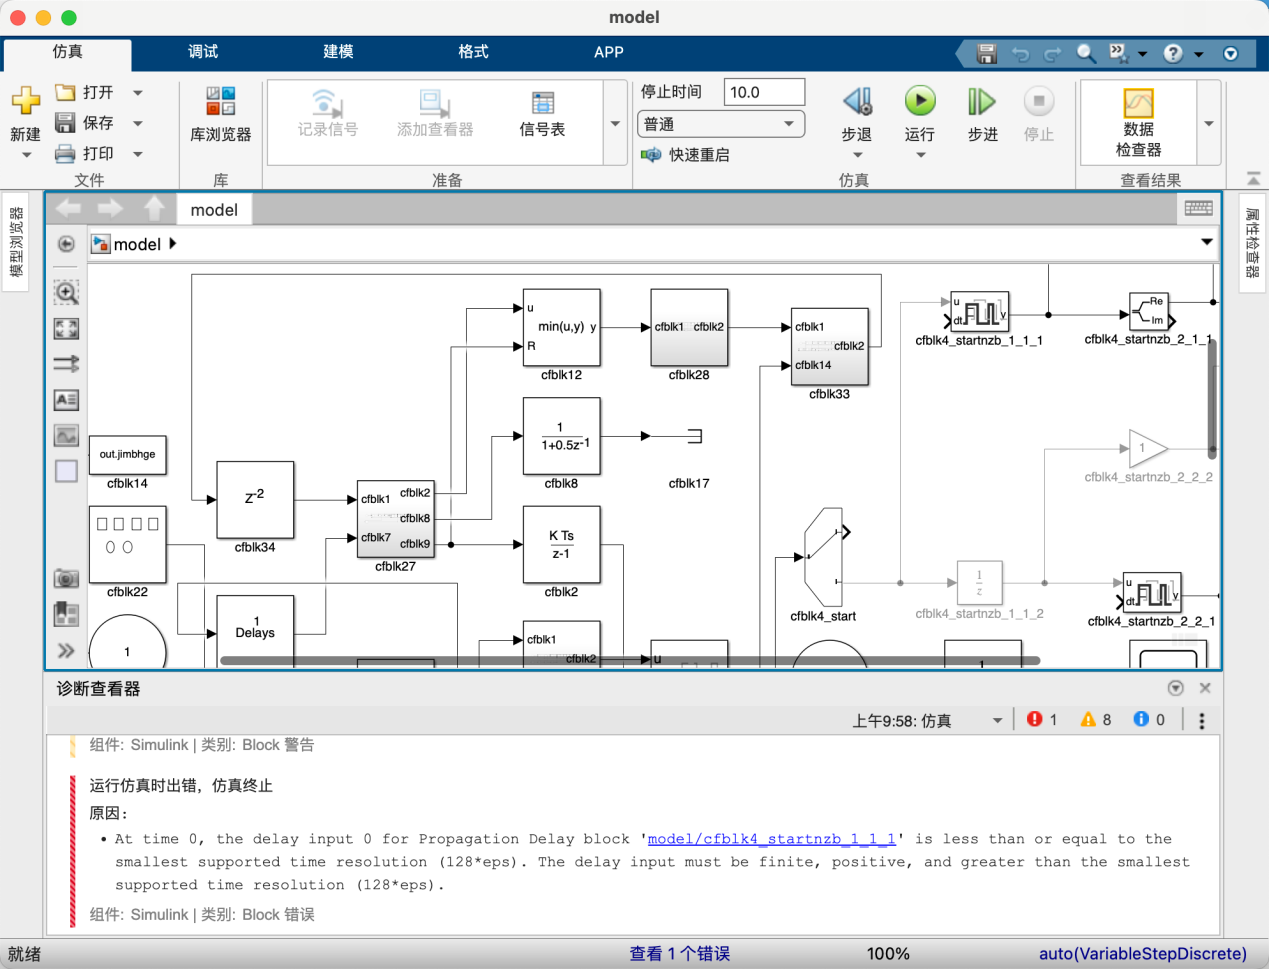 model
仿真
调试
建模
格式
APP
新建
打开
保存
打印
文件
库浏览器
库
记录信号
添加查看器
信号表
准备
停止时间
10.0
普通
快速重启
步退
运行
步进
停止
仿真
数据
检查器
查看结果
模型浏览器
属性检查器
model
model
u
R
min(u,y)
y
cfblk12
cfblk1
cfblk2
cfblk28
cfblk1
cfblk14
cfblk2
cfblk33
u
dt
y
cfblk4_startnzb_1_1_1
Re
Im
cfblk4_startnzb_2_1_1
1
1+0.5z-1
cfblk8
cfblk17
1
cfblk4_startnzb_2_2_2
out.jimbhge
cfblk14
z-2
cfblk34
cfblk1
cfblk7
cfblk2
cfblk8
cfblk9
cfblk27
K Ts
z-1
cfblk2
cfblk22
cfblk4_start
1
z
cfblk4_startnzb_1_1_2
u
dt
y
cfblk4_startnzb_2_2_1
1
1
Delays
cfblk1
cfblk2
u
1
诊断查看器
上午9:58: 仿真
1
8
0
组件: Simulink | 类别: Block 警告
运行仿真时出错，仿真终止
原因:
• At time 0, the delay input 0 for Propagation Delay block 'model/cfblk4_startnzb_1_1_1' is less than or equal to the
smallest supported time resolution (128*eps). The delay input must be finite, positive, and greater than the smallest
supported time resolution (128*eps).
组件: Simulink | 类别: Block 错误
就绪
查看 1 个错误
100%
auto(VariableStepDiscrete)